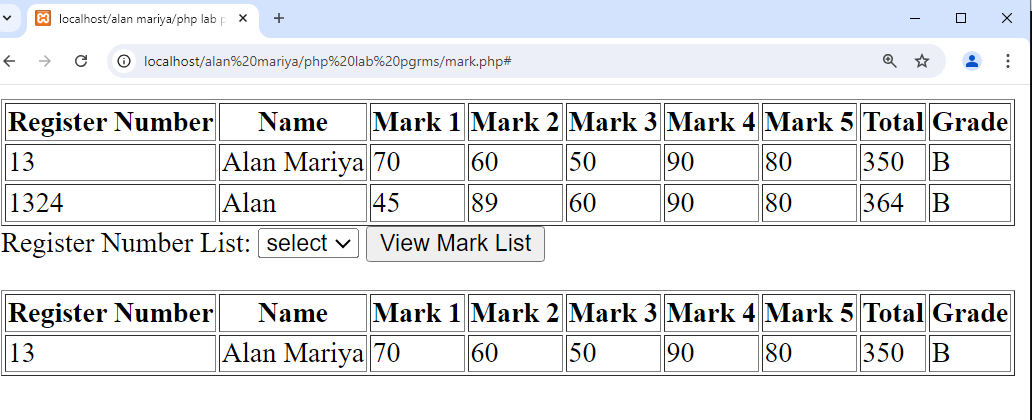 localhost/alan mariya/php lab p
localhost/alan%20mariya/php%20lab%20pgrms/mark.php#
Register Number Name Mark 1 Mark 2 Mark 3 Mark 4 Mark 5 Total Grade
13 Alan Mariya 70 60 50 90 80 350 B
1324 Alan 45 89 60 90 80 364 B
Register Number List: select View Mark List
Register Number Name Mark 1 Mark 2 Mark 3 Mark 4 Mark 5 Total Grade
13 Alan Mariya 70 60 50 90 80 350 B